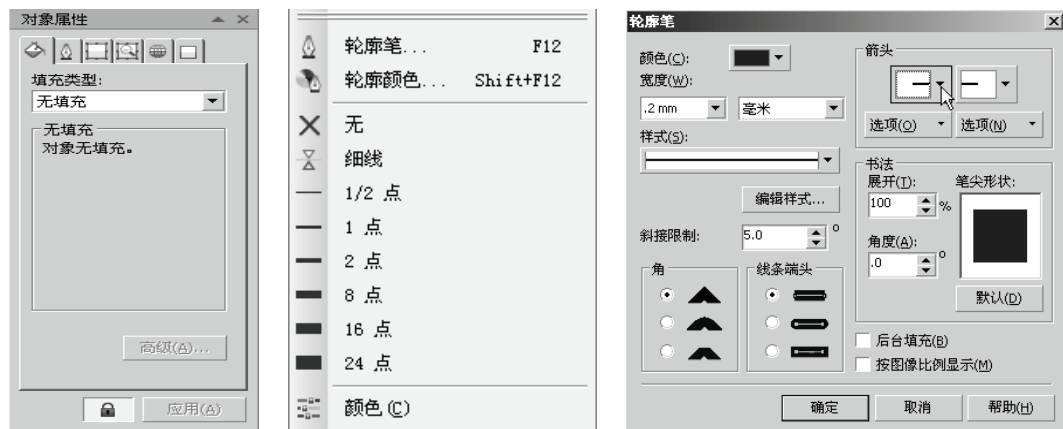 对象属性
填充类型:
无填充
无填充
对象无填充。
高级(A)...
应用(A)
轮廓笔... F12
轮廓颜色... Shift+F12
无
细线
1/2 点
1 点
2 点
8 点
16 点
24 点
颜色(C)
轮廓笔
颜色(C):
宽度(W):
.2 mm 毫米
样式(S):
编辑样式...
斜接限制: 5.0 °
角
线条端头
箭头
选项(O) 选项(N)
书法
展开(T): 笔尖形状:
100 %
角度(A):
.0 °
默认(D)
后台填充(B)
按图像比例显示(M)
确定 取消 帮助(H)